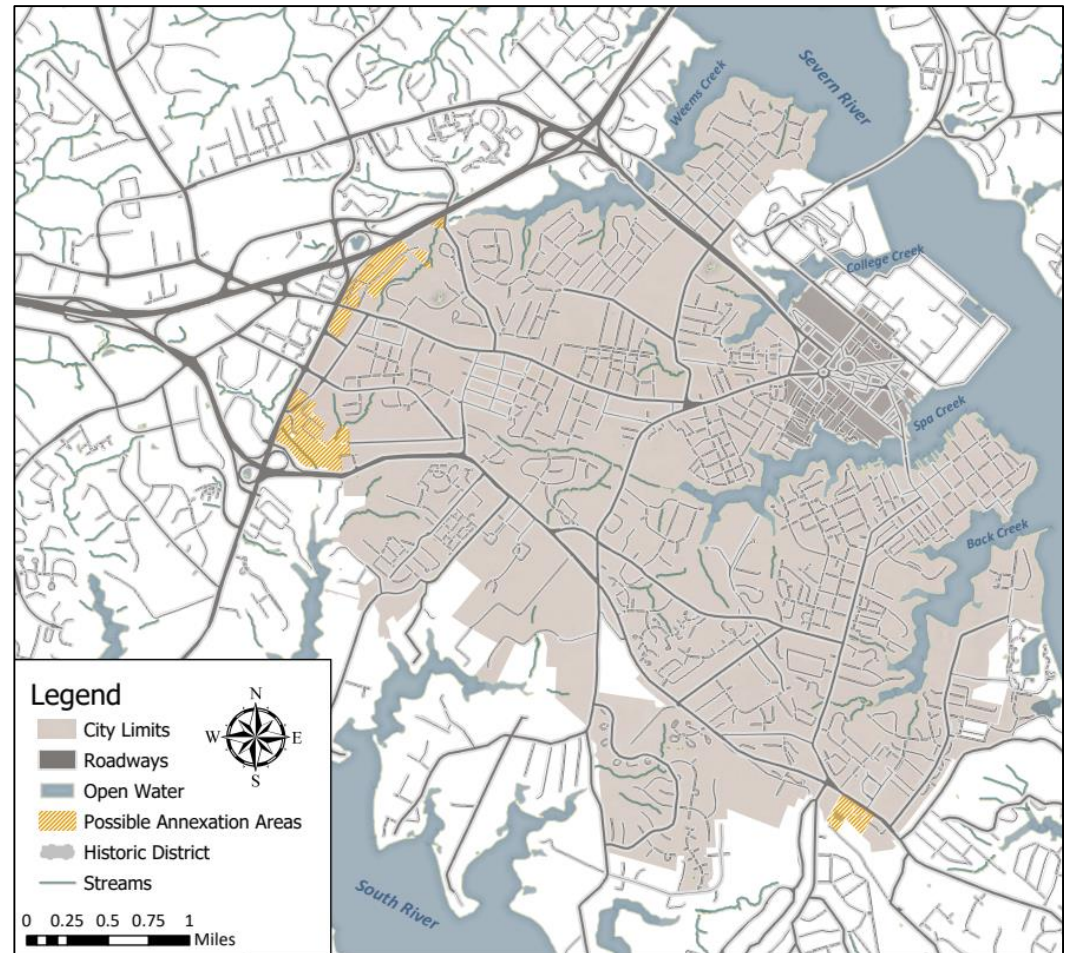 Severn River
Weems Creek
College Creek
Spa Creek
Back Creek
South River
Legend
N
W E
S
City Limits
Roadways
Open Water
Possible Annexation Areas
Historic District
Streams
0 0.25 0.5 0.75 1
Miles